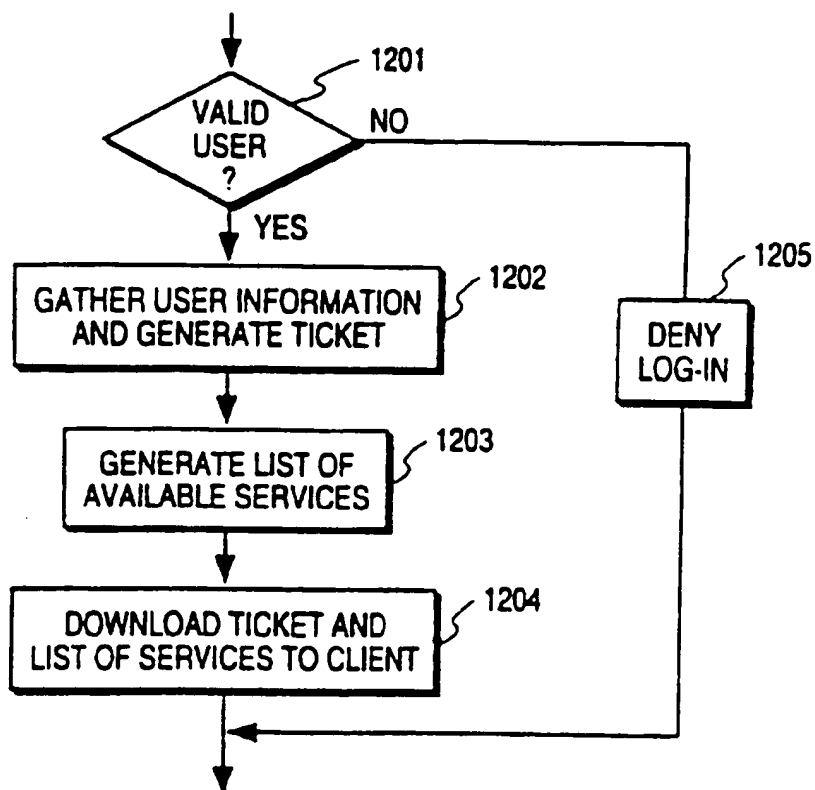 1201
VALID
USER
?
NO
YES
1202
GATHER USER INFORMATION
AND GENERATE TICKET
1205
DENY
LOG-IN
1203
GENERATE LIST OF
AVAILABLE SERVICES
1204
DOWNLOAD TICKET AND
LIST OF SERVICES TO CLIENT